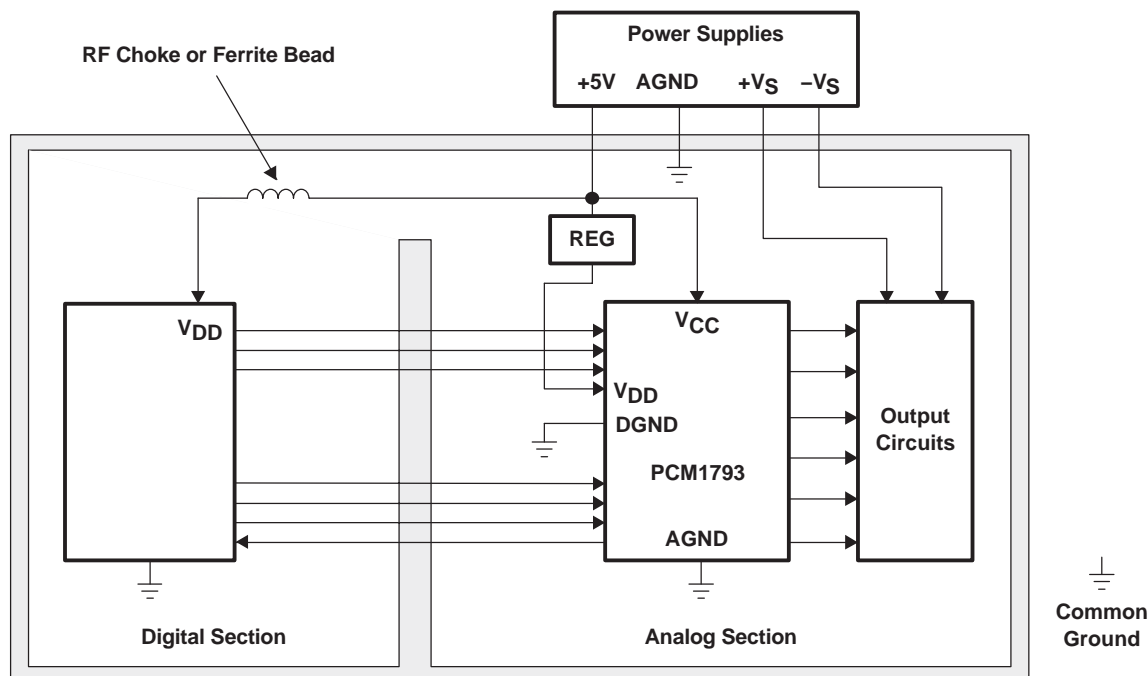 Power Supplies
RF Choke or Ferrite Bead
+5V AGND +VS –VS
REG
VDD
VCC
VDD
DGND
Output
Circuits
PCM1793
AGND
Common
Ground
Digital Section
Analog Section